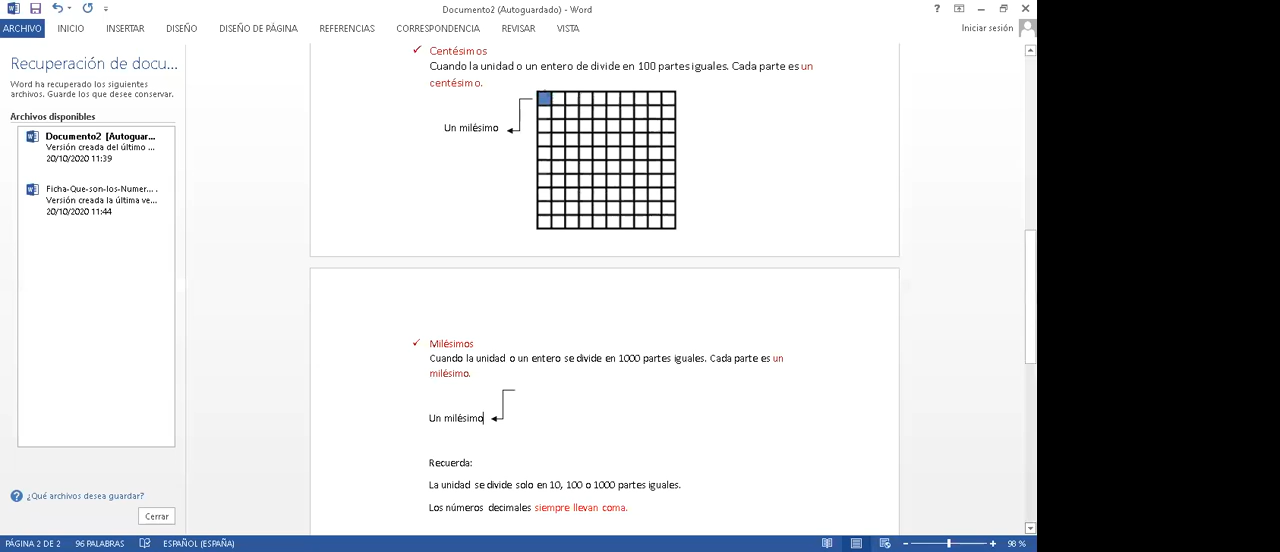 Documento2 (Autoguardado) - Word
ARCHIVO INICIO INSERTAR DISEÑO DISEÑO DE PÁGINA REFERENCIAS CORRESPONDENCIA REVISAR VISTA
Iniciar sesión
Recuperación de docu...
Word ha recuperado los siguientes
archivos. Guarde los que desee conservar.
Archivos disponibles
Documento2 [Autoguar...
Versión creada del último ...
20/10/2020 11:39
Ficha-Que-son-los-Numer... .
Versión creada la última ve...
20/10/2020 11:44
¿Qué archivos desea guardar?
Cerrar
Centésimos
Cuando la unidad o un entero de divide en 100 partes iguales. Cada parte es un
centésimo.
Un milésimo
Milésimos
Cuando la unidad o un entero se divide en 1000 partes iguales. Cada parte es un
milésimo.
Un milésimo
Recuerda:
La unidad se divide solo en 10, 100 o 1000 partes iguales.
Los números decimales siempre llevan coma.
PÁGINA 2 DE 2 96 PALABRAS ESPAÑOL (ESPAÑA) 98 %